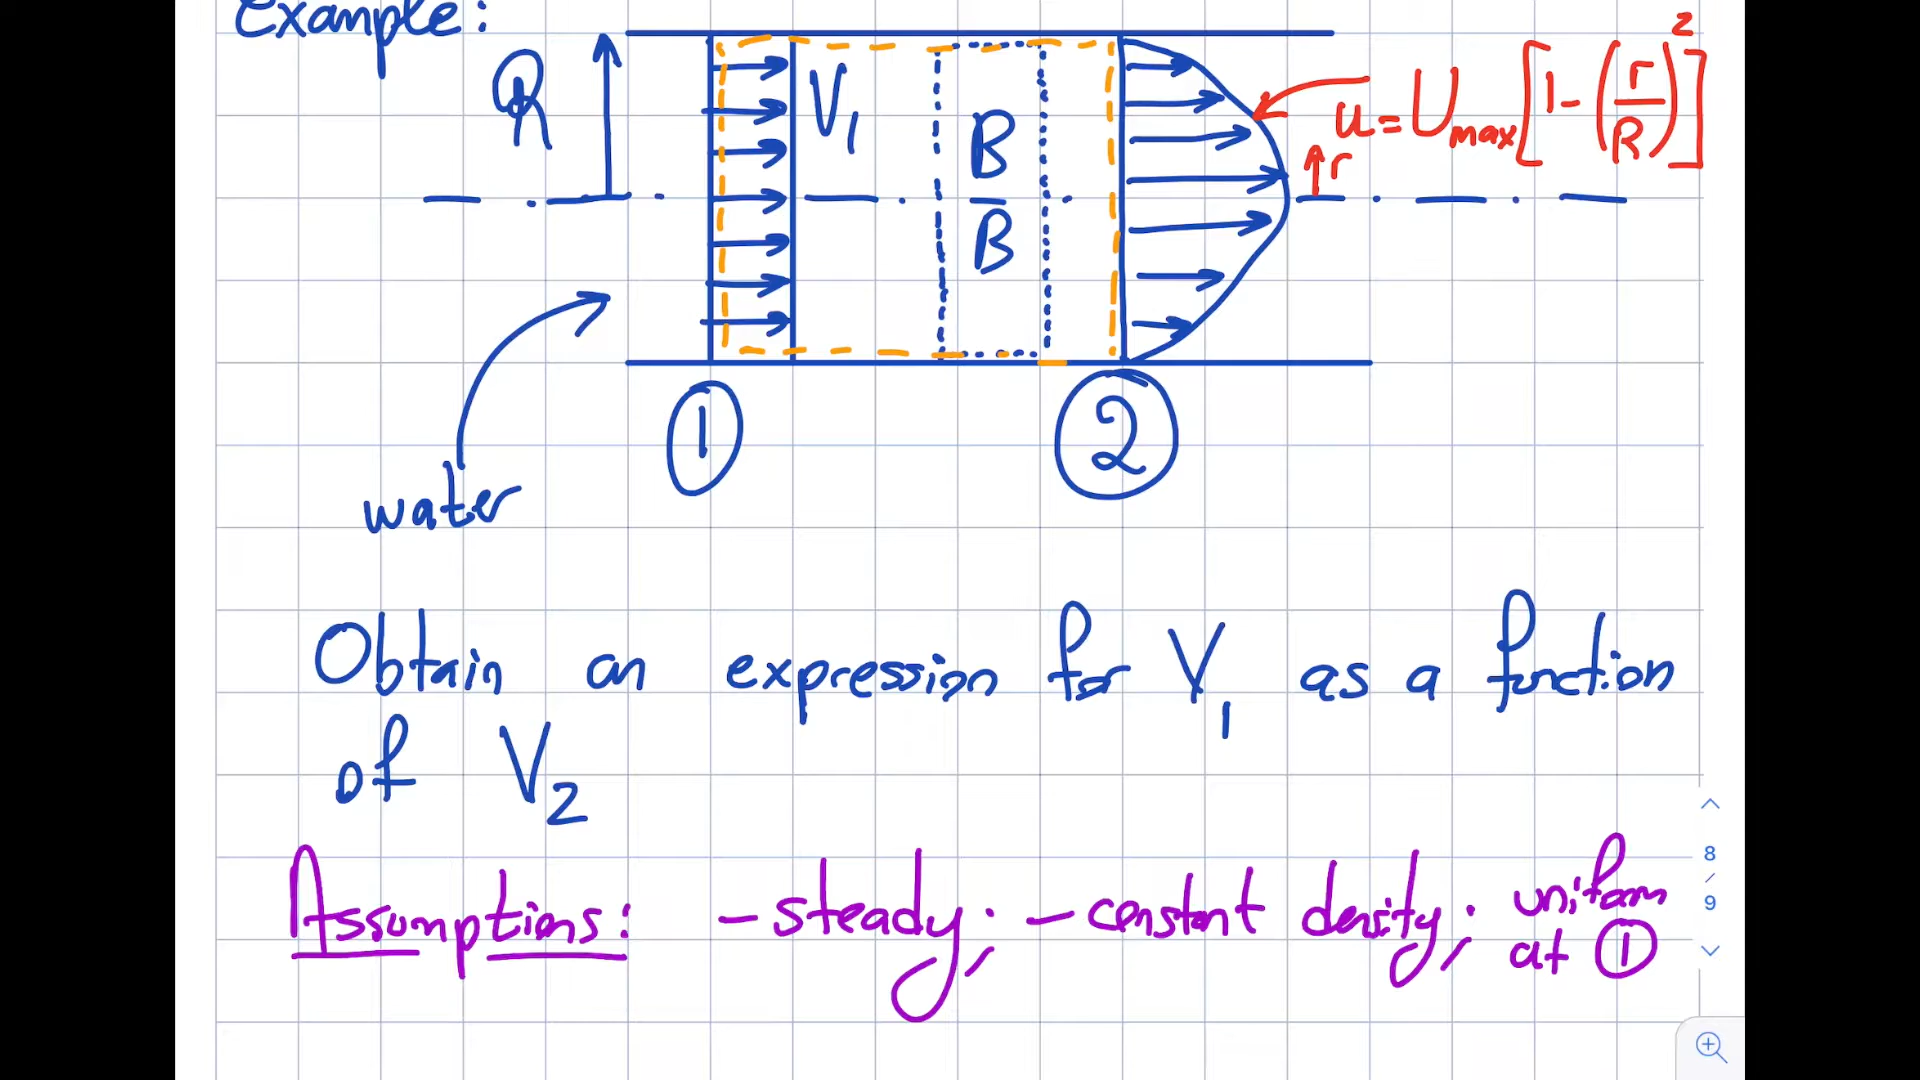 Example:
R
V₁
B
B
u = Umax[1-(r/R)²]
r
1
2
water
Obtain an expression for V₁ as a function
of V₂
Assumptions: - steady; - constant density; uniform
at ①
8
/
9